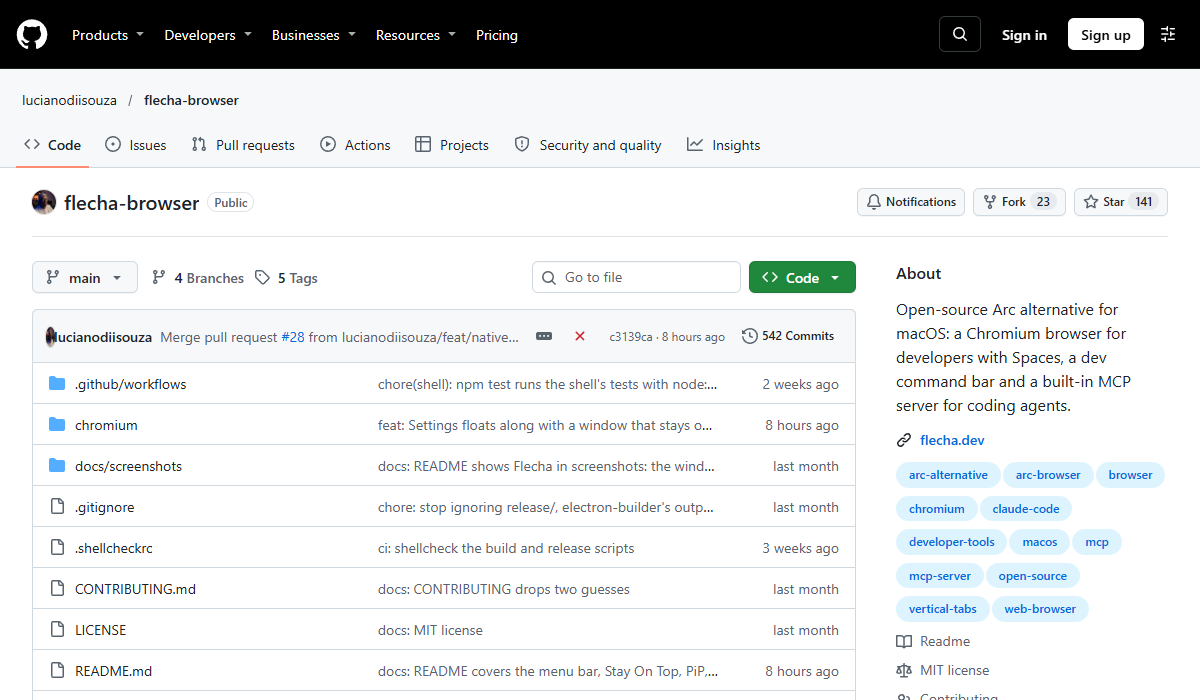 Products Developers Businesses Resources Pricing Sign in Sign up
lucianodiisouza / flecha-browser
Code Issues Pull requests Actions Projects Security and quality Insights
flecha-browser Public Notifications Fork 23 Star 141
main 4 Branches 5 Tags Go to file Code
lucianodiisouza Merge pull request #28 from lucianodiisouza/feat/native... c3139ca · 8 hours ago 542 Commits
.github/workflows chore(shell): npm test runs the shell's tests with node:... 2 weeks ago
chromium feat: Settings floats along with a window that stays o... 8 hours ago
docs/screenshots docs: README shows Flecha in screenshots: the wind... last month
.gitignore chore: stop ignoring release/, electron-builder's outp... last month
.shellcheckrc ci: shellcheck the build and release scripts 3 weeks ago
CONTRIBUTING.md docs: CONTRIBUTING drops two guesses last month
LICENSE docs: MIT license last month
README.md docs: README covers the menu bar, Stay On Top, PiP,... 8 hours ago
About
Open-source Arc alternative for
macOS: a Chromium browser for
developers with Spaces, a dev
command bar and a built-in MCP
server for coding agents.
flecha.dev
arc-alternative arc-browser browser
chromium claude-code
developer-tools macos mcp
mcp-server open-source
vertical-tabs web-browser
Readme
MIT license
Contributing